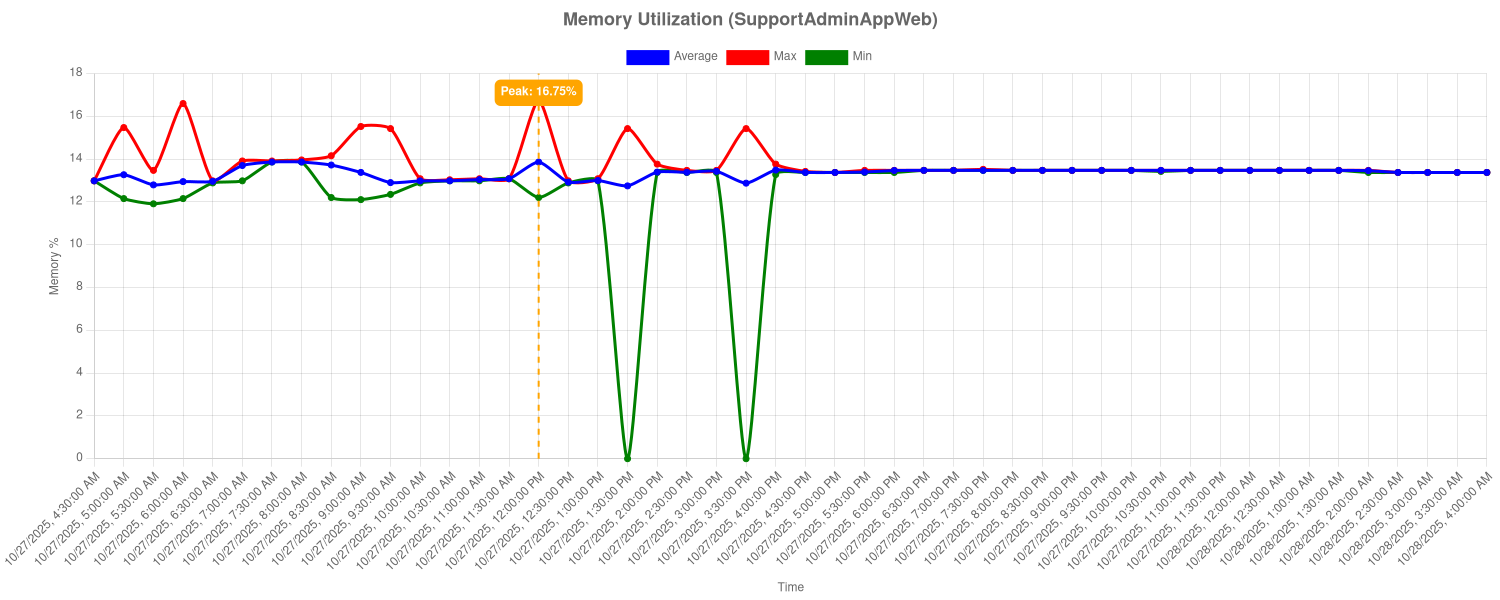 Memory Utilization (SupportAdminAppWeb)
Average Max Min
18
Peak: 16.75%
16
14
12
10
Memory %
8
6
4
2
0
10/27/2025, 4:30:00 AM
10/27/2025, 5:00:00 AM
10/27/2025, 5:30:00 AM
10/27/2025, 6:00:00 AM
10/27/2025, 6:30:00 AM
10/27/2025, 7:00:00 AM
10/27/2025, 7:30:00 AM
10/27/2025, 8:00:00 AM
10/27/2025, 8:30:00 AM
10/27/2025, 9:00:00 AM
10/27/2025, 9:30:00 AM
10/27/2025, 10:00:00 AM
10/27/2025, 10:30:00 AM
10/27/2025, 11:00:00 AM
10/27/2025, 11:30:00 AM
10/27/2025, 12:00:00 PM
10/27/2025, 12:30:00 PM
10/27/2025, 1:00:00 PM
10/27/2025, 1:30:00 PM
10/27/2025, 2:00:00 PM
10/27/2025, 2:30:00 PM
10/27/2025, 3:00:00 PM
10/27/2025, 3:30:00 PM
10/27/2025, 4:00:00 PM
10/27/2025, 4:30:00 PM
10/27/2025, 5:00:00 PM
10/27/2025, 5:30:00 PM
10/27/2025, 6:00:00 PM
10/27/2025, 6:30:00 PM
10/27/2025, 7:00:00 PM
10/27/2025, 7:30:00 PM
10/27/2025, 8:00:00 PM
10/27/2025, 8:30:00 PM
10/27/2025, 9:00:00 PM
10/27/2025, 9:30:00 PM
10/27/2025, 10:00:00 PM
10/27/2025, 10:30:00 PM
10/27/2025, 11:00:00 PM
10/27/2025, 11:30:00 PM
10/28/2025, 12:00:00 AM
10/28/2025, 12:30:00 AM
10/28/2025, 1:00:00 AM
10/28/2025, 1:30:00 AM
10/28/2025, 2:00:00 AM
10/28/2025, 2:30:00 AM
10/28/2025, 3:00:00 AM
10/28/2025, 3:30:00 AM
10/28/2025, 4:00:00 AM
Time